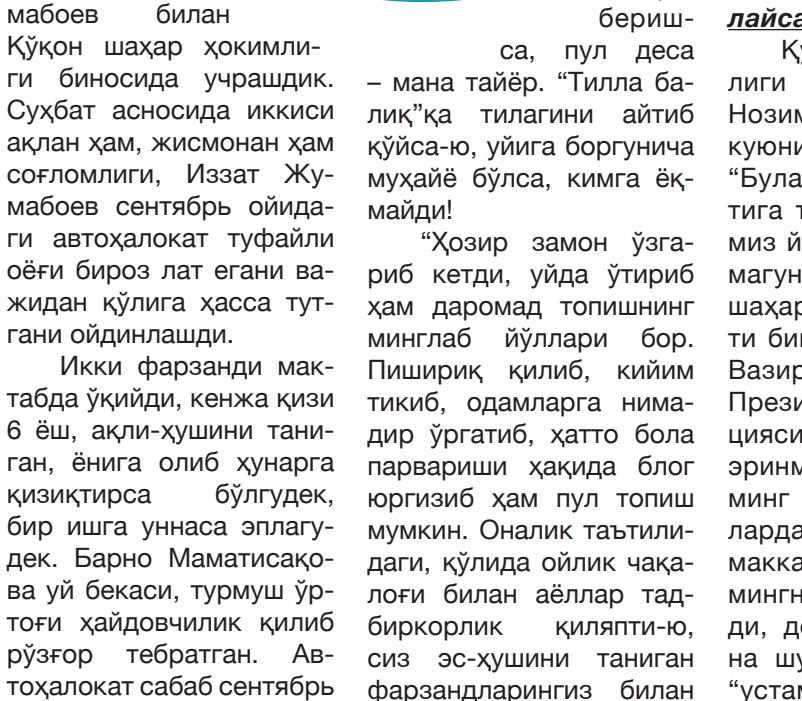 мабоев билан
Қўқон шаҳар ҳокимли-
ги биносида учрашдик.
Суҳбат асносида иккиси
ақлан ҳам, жисмонан ҳам
соғломлиги, Иззат Жу-
мабоев сентябрь ойида-
ги автоҳалокат туфайли
оёғи бироз лат егани ва-
жидан қўлига ҳасса тут-
гани ойдинлашди.
Икки фарзанди мак-
табда ўқийди, кенжа қизи
6 ёш, ақли-ҳушини тани-
ган, ёнига олиб ҳунарга
қизиқтирса бўлгудек,
бир ишга уннаса эплагу-
дек. Барно Маматисақо-
ва уй бекаси, турмуш ўр-
тоғи ҳайдовчилик қилиб
рўзғор тебратган. Ав-
тоҳалокат сабаб сентябрь
бериш-
са, пул деса
– мана тайёр. “Тилла ба-
лиқ”қа тилагини айтиб
қўйса-ю, уйига боргунича
муҳайё бўлса, кимга ёқ-
майди!
“Ҳозир замон ўзга-
риб кетди, уйда ўтириб
ҳам даромад топишнинг
минглаб йўллари бор.
Пишириқ қилиб, кийим
тикиб, одамларга нима-
дир ўргатиб, ҳатто бола
парвариши ҳақида блог
юргизиб ҳам пул топиш
мумкин. Оналик таътили-
даги, қўлида ойлик чақа-
лоғи билан аёллар тад-
биркорлик қиляпти-ю,
сиз эс-ҳушини таниган
фарзандларингиз билан
лайса
лиги
Нозим
куюни
“Була
тига т
миз й
магун
шаҳар
ти би
Вазир
Прези
цияси
эринм
минг
ларда
макка
мингн
ди, д
на шу
“устам